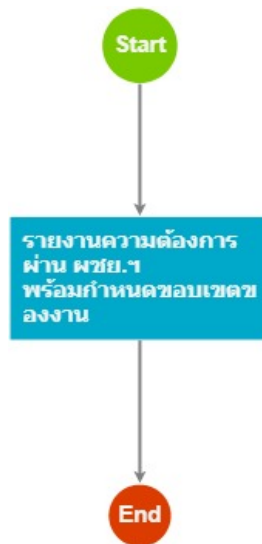 Start
รายงานความต้องการ
ผ่าน ผชย.ฯ
พร้อมกำหนดขอบเขตข
องงาน
End